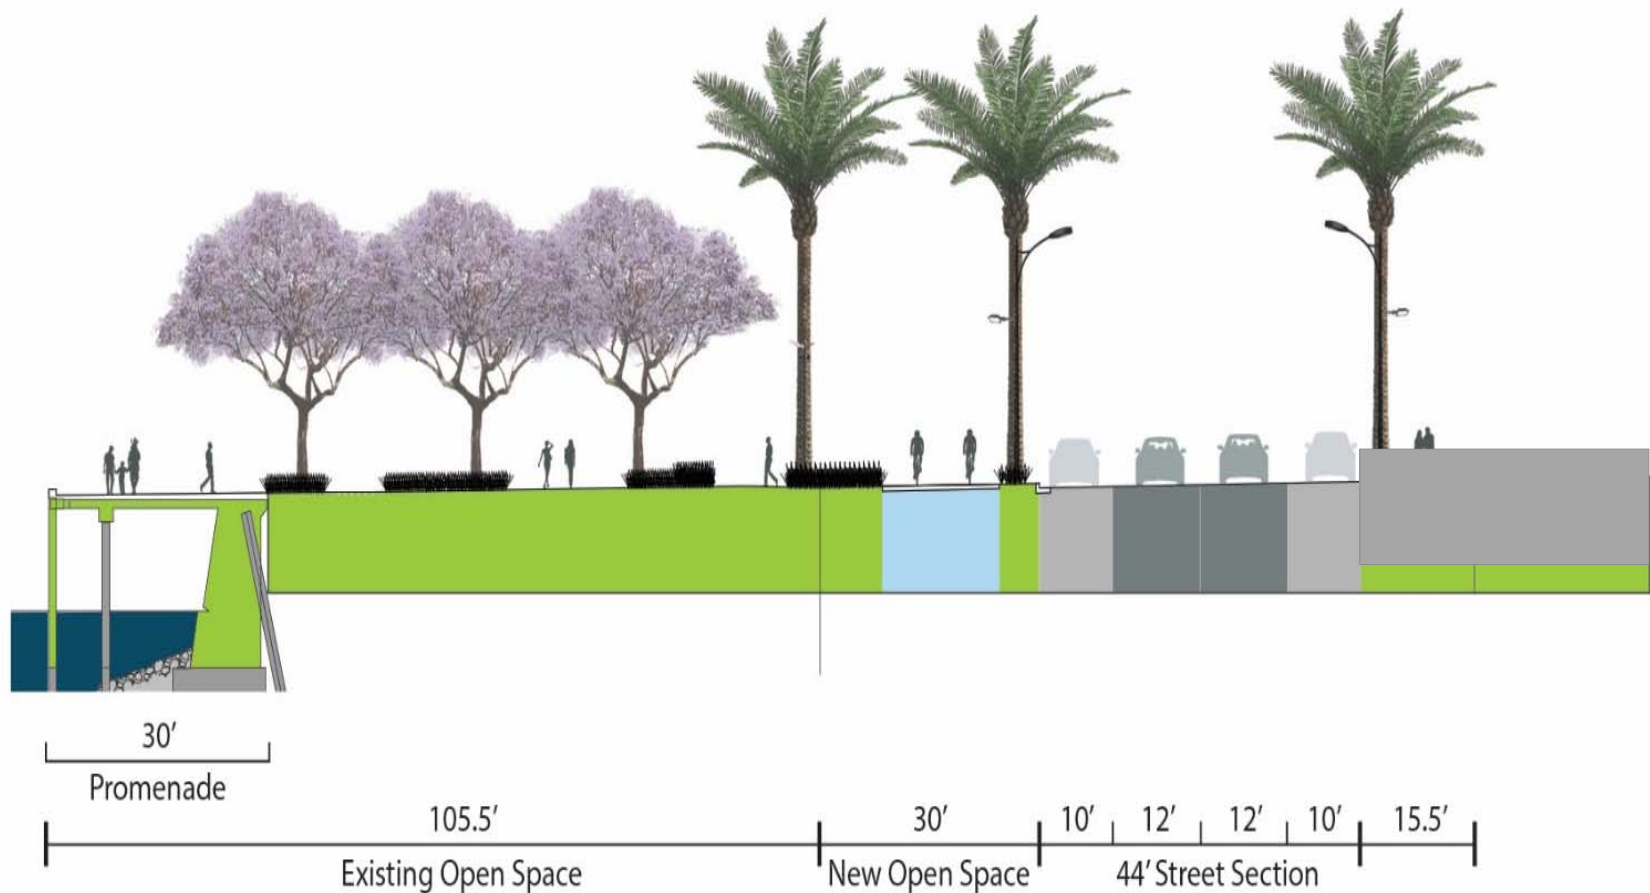 30′
Promenade
105.5′ 30′ 10′ 12′ 12′ 10′ 15.5′
Existing Open Space New Open Space 44′ Street Section